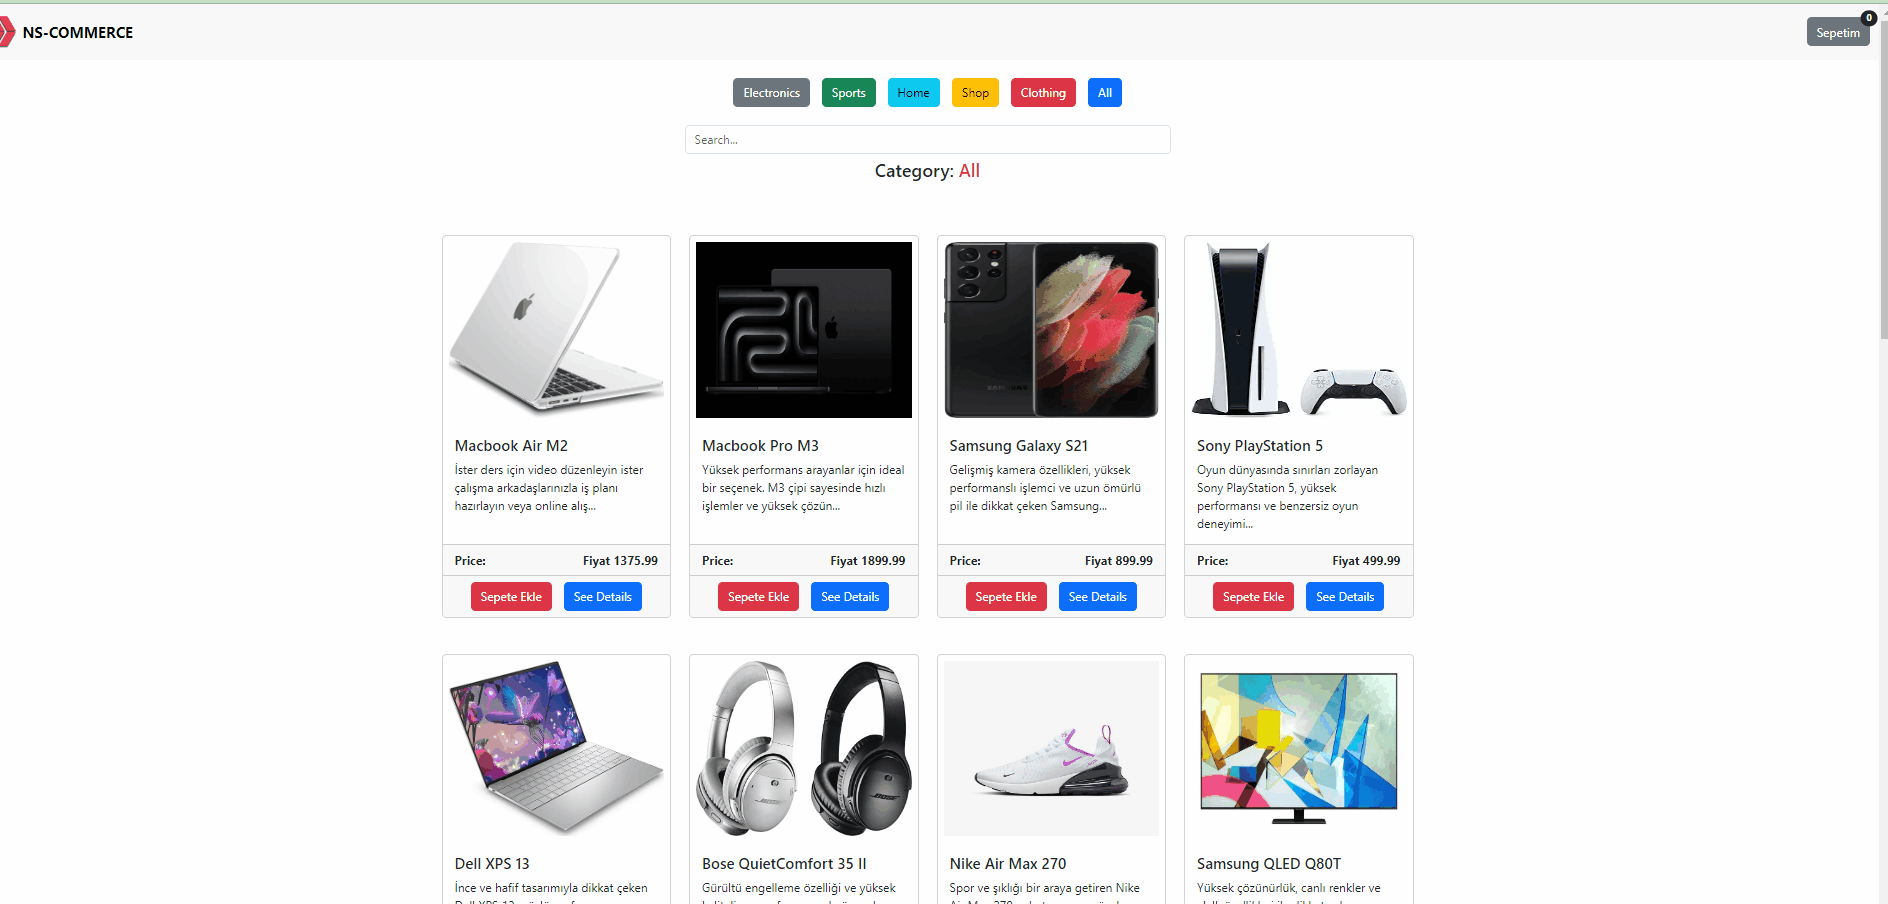 NS-COMMERCE
Sepetim 0
Electronics Sports Home Shop Clothing All
Search...
Category: All
Macbook Air M2
İster ders için video düzenleyin ister
çalışma arkadaşlarınızla iş planı
hazırlayın veya online alış...
Price: Fiyat 1375.99
Sepete Ekle See Details
Macbook Pro M3
Yüksek performans arayanlar için ideal
bir seçenek. M3 çipi sayesinde hızlı
işlemler ve yüksek çözün...
Price: Fiyat 1899.99
Sepete Ekle See Details
Samsung Galaxy S21
Gelişmiş kamera özellikleri, yüksek
performanslı işlemci ve uzun ömürlü
pil ile dikkat çeken Samsung...
Price: Fiyat 899.99
Sepete Ekle See Details
Sony PlayStation 5
Oyun dünyasında sınırları zorlayan
Sony PlayStation 5, yüksek
performansı ve benzersiz oyun
deneyimi...
Price: Fiyat 499.99
Sepete Ekle See Details
Dell XPS 13
İnce ve hafif tasarımıyla dikkat çeken
Bose QuietComfort 35 II
Gürültü engelleme özelliği ve yüksek
Nike Air Max 270
Spor ve şıklığı bir araya getiren Nike
Samsung QLED Q80T
Yüksek çözünürlük, canlı renkler ve